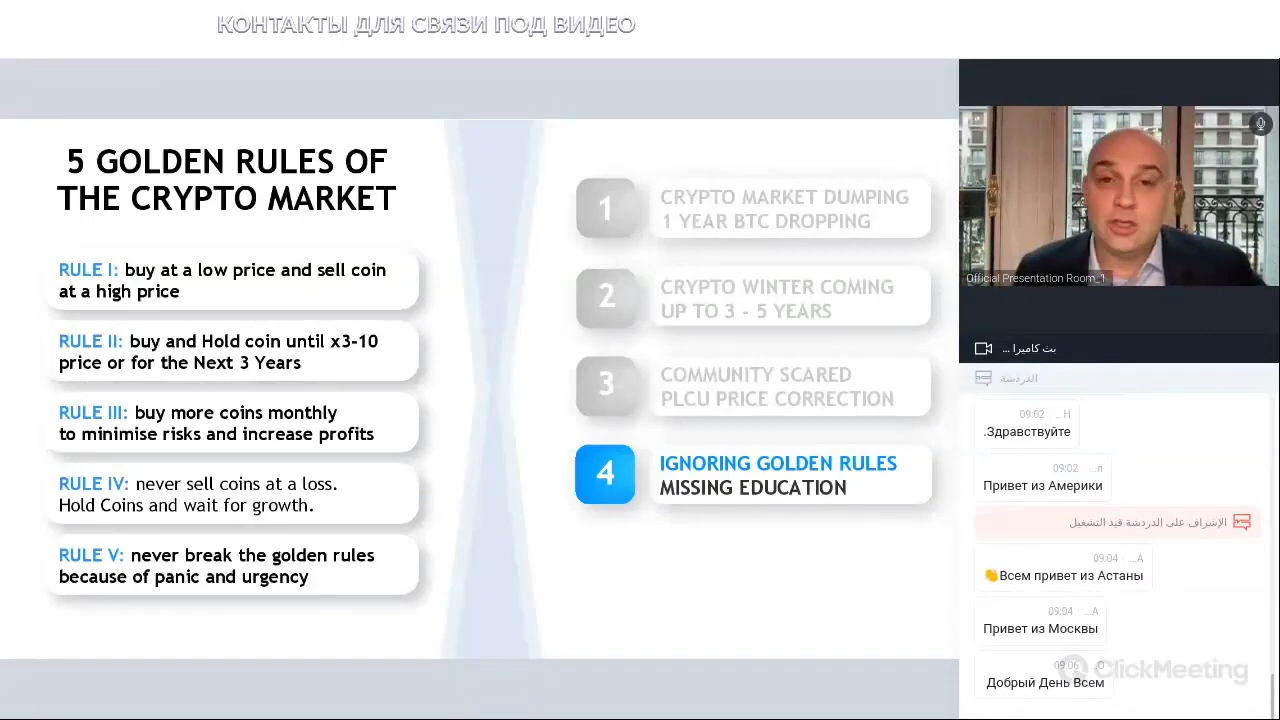 КОНТАКТЫ ДЛЯ СВЯЗИ ПОД ВИДЕО
5 GOLDEN RULES OF
THE CRYPTO MARKET
RULE I: buy at a low price and sell coin
at a high price
RULE II: buy and Hold coin until x3-10
price or for the Next 3 Years
RULE III: buy more coins monthly
to minimise risks and increase profits
RULE IV: never sell coins at a loss.
Hold Coins and wait for growth.
RULE V: never break the golden rules
because of panic and urgency
1
CRYPTO MARKET DUMPING
1 YEAR BTC DROPPING
2
CRYPTO WINTER COMING
UP TO 3 - 5 YEARS
3
COMMUNITY SCARED
PLCU PRICE CORRECTION
4
IGNORING GOLDEN RULES
MISSING EDUCATION
Official Presentation Room_1
بث كاميرا ...
الدردشة
09:02 · ...H
.Здравствуйте
09:02 · ...л
Привет из Америки
الإشراف على الدردشة قيد التشغيل
09:04 · ...A
👏Всем привет из Астаны
09:04 · ...A
Привет из Москвы
09:06 · ...O
Добрый День Всем
ClickMeeting